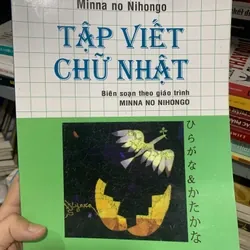 Minna no Nihongo
TẬP VIẾT
CHỮ NHẬT
Biên soạn theo giáo trình
MINNA NO NIHONGO
ひらがな&かたかな